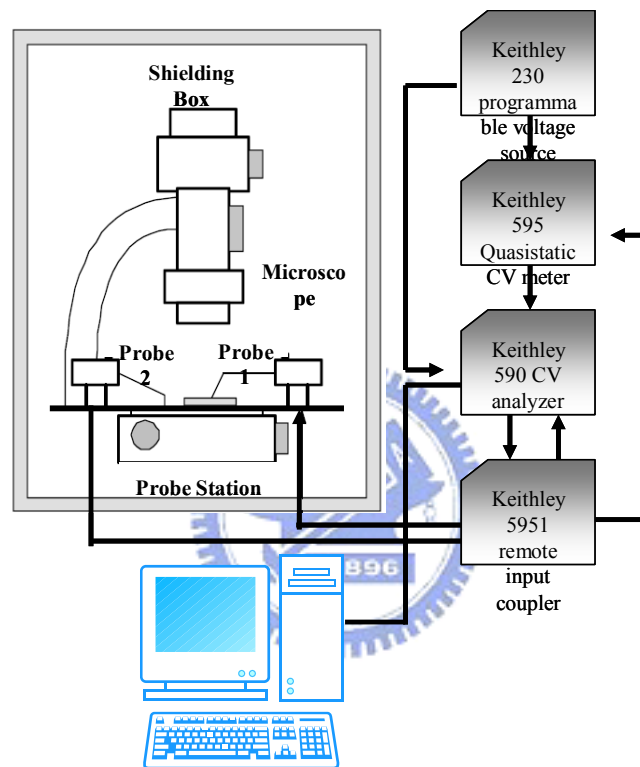 Shielding
Box
Microsco
pe
Probe
2
Probe
1
Probe Station
Keithley
230
programma
ble voltage
source
Keithley
595
Quasistatic
CV meter
Keithley
590 CV
analyzer
Keithley
5951
remote
input
coupler
896